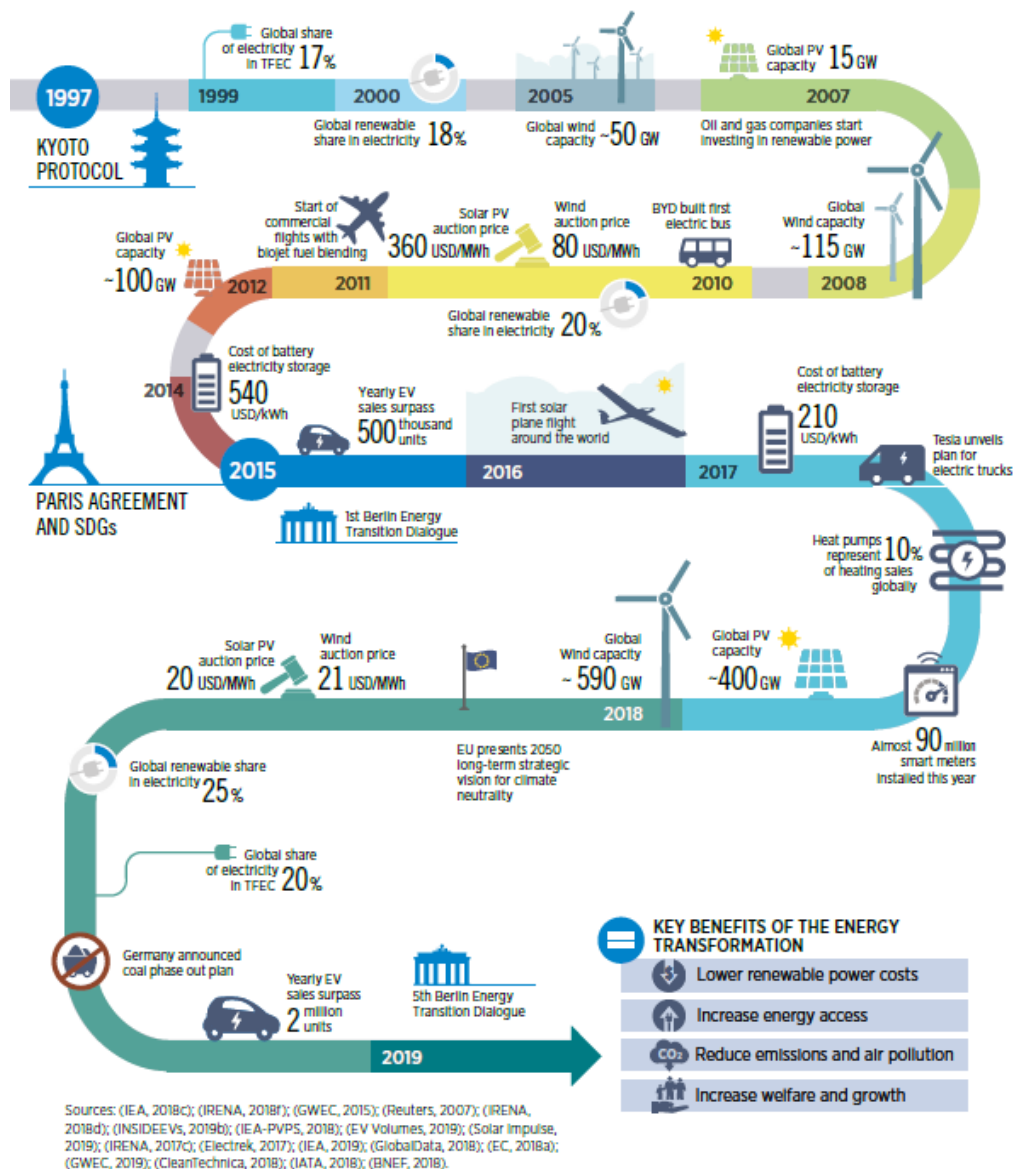 Global share
of electricity
in TFEC 17%
1997
1999
2000
2005
2007
Global PV
capacity 15 GW
KYOTO
PROTOCOL
Global renewable
share in electricity 18%
Global wind
capacity ~50 GW
Oil and gas companies start
investing in renewable power
Global PV
capacity
~100 GW
Start of
commercial
flights with
biojet fuel blending
Solar PV
auction price
360 USD/MWh
Wind
auction price
80 USD/MWh
BYD built first
electric bus
Global
Wind capacity
~115 GW
2012
2011
2010
2008
Global renewable
share in electricity 20%
2014
Cost of battery
electricity storage
540
USD/kWh
Yearly EV
sales surpass
500 thousand
units
First solar
plane flight
around the world
Cost of battery
electricity storage
210
USD/kWh
Tesla unveils
plan for
electric trucks
2015
2016
2017
PARIS AGREEMENT
AND SDGs
1st Berlin Energy
Transition Dialogue
Heat pumps
represent 10%
of heating sales
globally
Solar PV
auction price
20 USD/MWh
Wind
auction price
21 USD/MWh
Global
Wind capacity
~ 590 GW
Global PV
capacity
~400 GW
2018
Almost 90 million
smart meters
installed this year
EU presents 2050
long-term strategic
vision for climate
neutrality
Global renewable share
in electricity 25%
Global share
of electricity
in TFEC 20%
Germany announced
coal phase out plan
Yearly EV
sales surpass
2 million
units
5th Berlin Energy
Transition Dialogue
2019
KEY BENEFITS OF THE ENERGY
TRANSFORMATION
$
Lower renewable power costs
Increase energy access
CO₂
Reduce emissions and air pollution
Increase welfare and growth
Sources: (IEA, 2018c); (IRENA, 2018f); (GWEC, 2015); (Reuters, 2007); (IRENA,
2018d); (INSIDEEVs, 2019b); (IEA-PVPS, 2018); (EV Volumes, 2019); (Solar Impulse,
2019); (IRENA, 2017c); (Electrek, 2017); (IEA, 2019); (GlobalData, 2018); (EC, 2018a);
(GWEC, 2019); (CleanTechnica, 2018); (IATA, 2018); (BNEF, 2018).